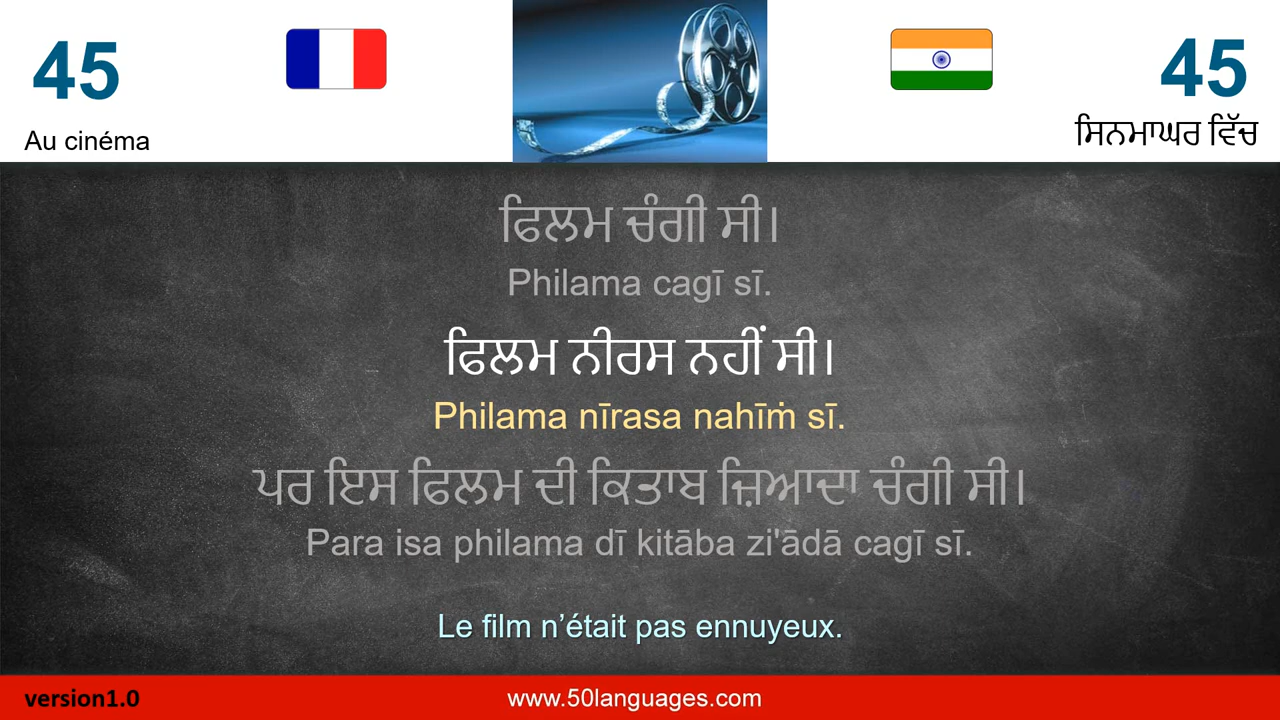 45
45
Au cinéma
ਸਿਨਮਾਘਰ ਵਿੱਚ
ਫਿਲਮ ਚੰਗੀ ਸੀ।
Philama cagī sī.
ਫਿਲਮ ਨੀਰਸ ਨਹੀਂ ਸੀ।
Philama nīrasa nahīṁ sī.
ਪਰ ਇਸ ਫਿਲਮ ਦੀ ਕਿਤਾਬ ਜ਼ਿਆਦਾ ਚੰਗੀ ਸੀ।
Para isa philama dī kitāba zi'ādā cagī sī.
Le film n’était pas ennuyeux.
version1.0
www.50languages.com